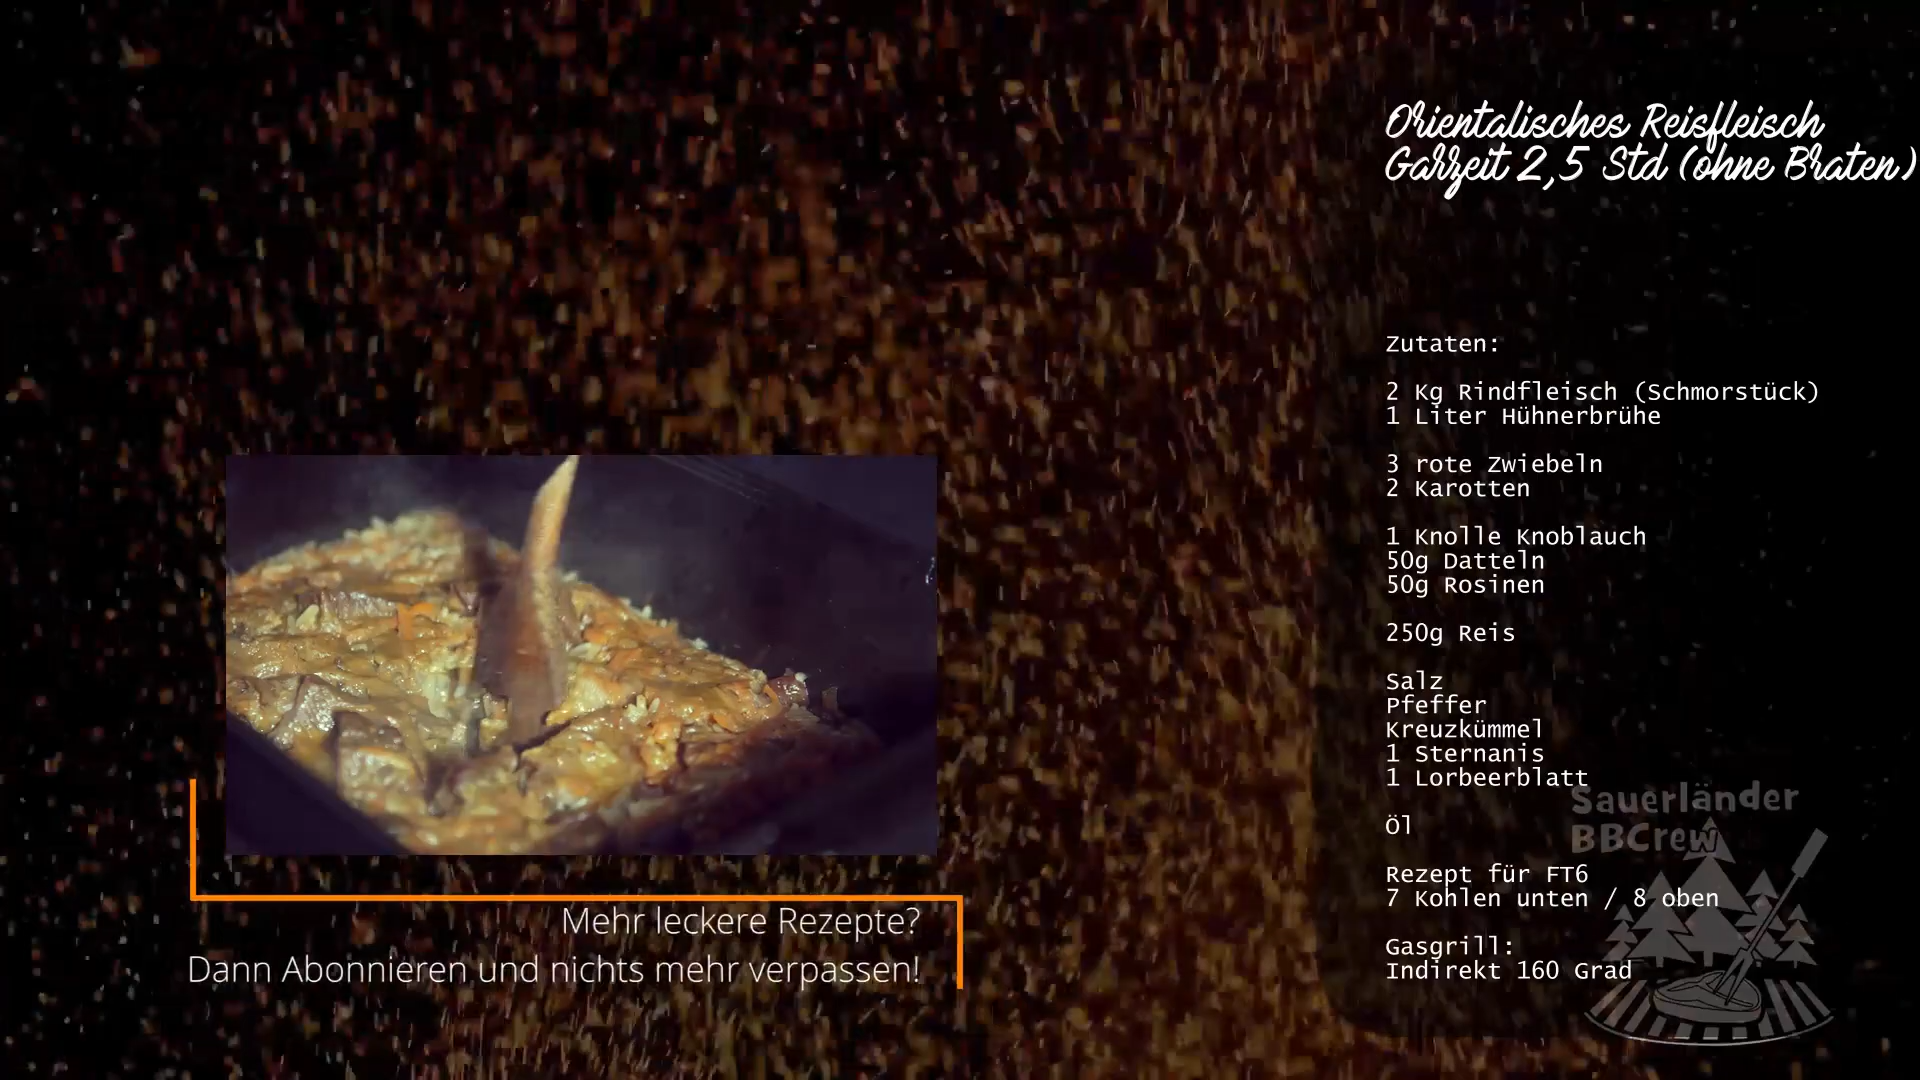 Orientalisches Reisfleisch
Garzeit 2,5 Std (ohne Braten)
Zutaten:
2 Kg Rindfleisch (Schmorstück)
1 Liter Hühnerbrühe
3 rote Zwiebeln
2 Karotten
1 Knolle Knoblauch
50g Datteln
50g Rosinen
250g Reis
Salz
Pfeffer
Kreuzkümmel
1 Sternanis
1 Lorbeerblatt
Öl
Rezept für FT6
7 Kohlen unten / 8 oben
Gasgrill:
Indirekt 160 Grad
Sauerländer
BBCrew
Mehr leckere Rezepte?
Dann Abonnieren und nichts mehr verpassen!